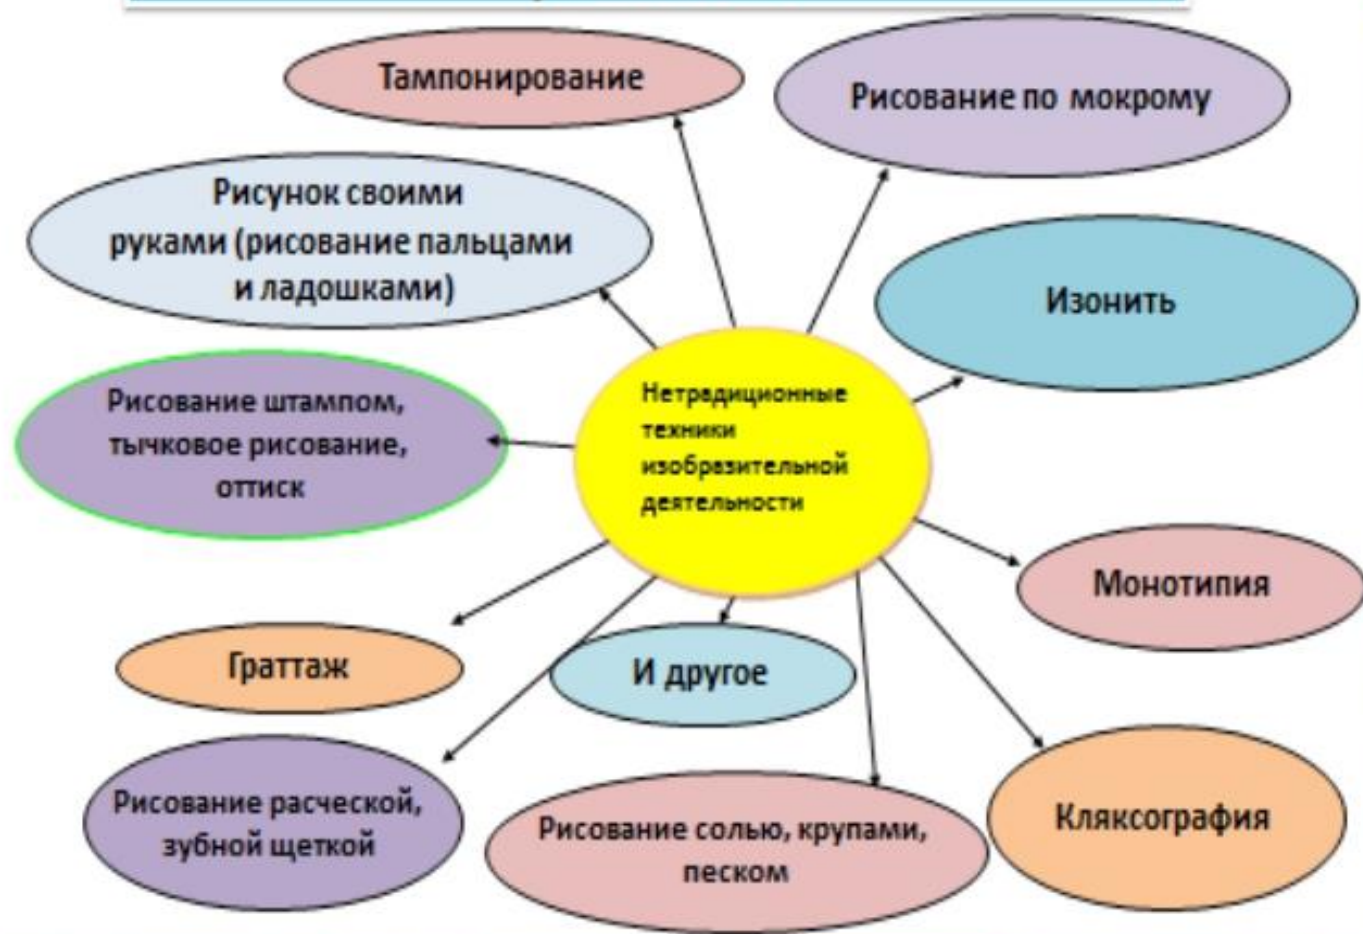 Тампонирование
Рисование по мокрому
Рисунок своими
руками (рисование пальцами
и ладошками)
Изонить
Рисование штампом,
тычковое рисование,
оттиск
Нетрадиционные
техники
изобразительной
деятельности
Монотипия
Граттаж
И другое
Рисование расческой,
зубной щеткой
Рисование солью, крупами,
песком
Кляксография